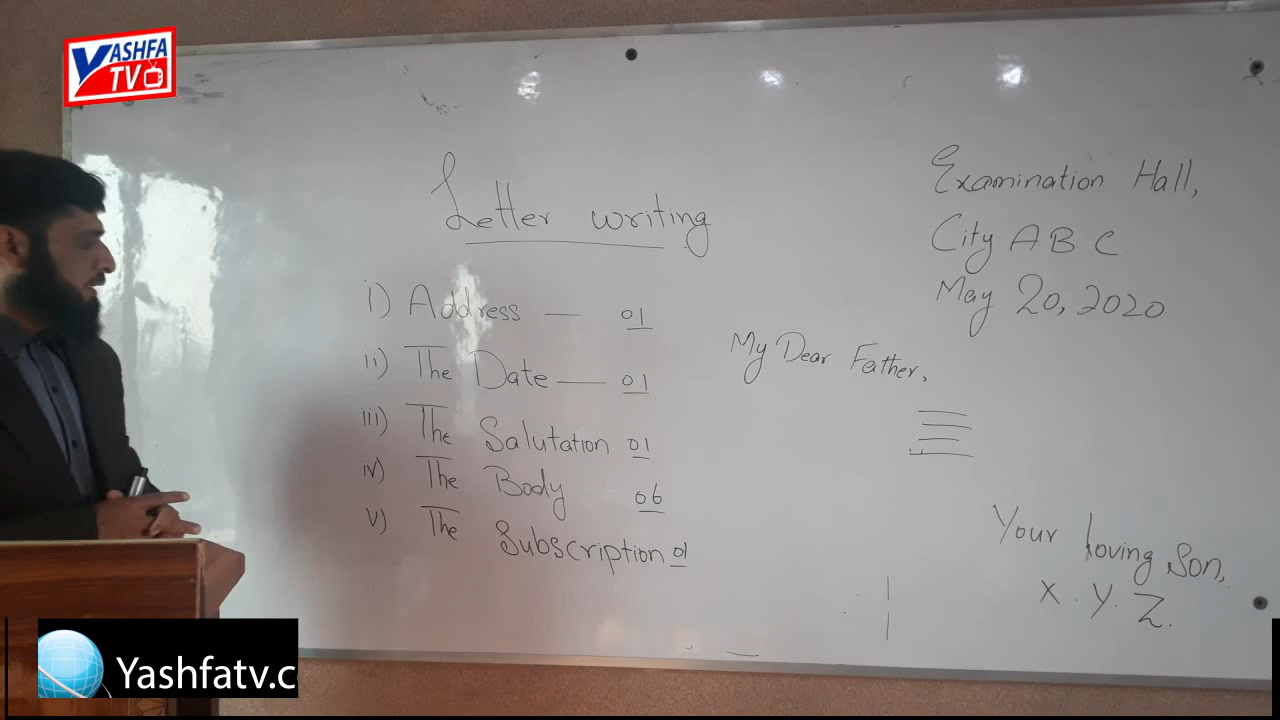 YASHFA
TV
Letter writing
i) Address — 01
ii) The Date — 01
iii) The Salutation 01
iv) The Body 06
v) The Subscription 01
Examination Hall,
City A B C.
May 20, 2020.
My Dear Father,
Your loving Son,
X. Y. Z.
Yashfatv.c